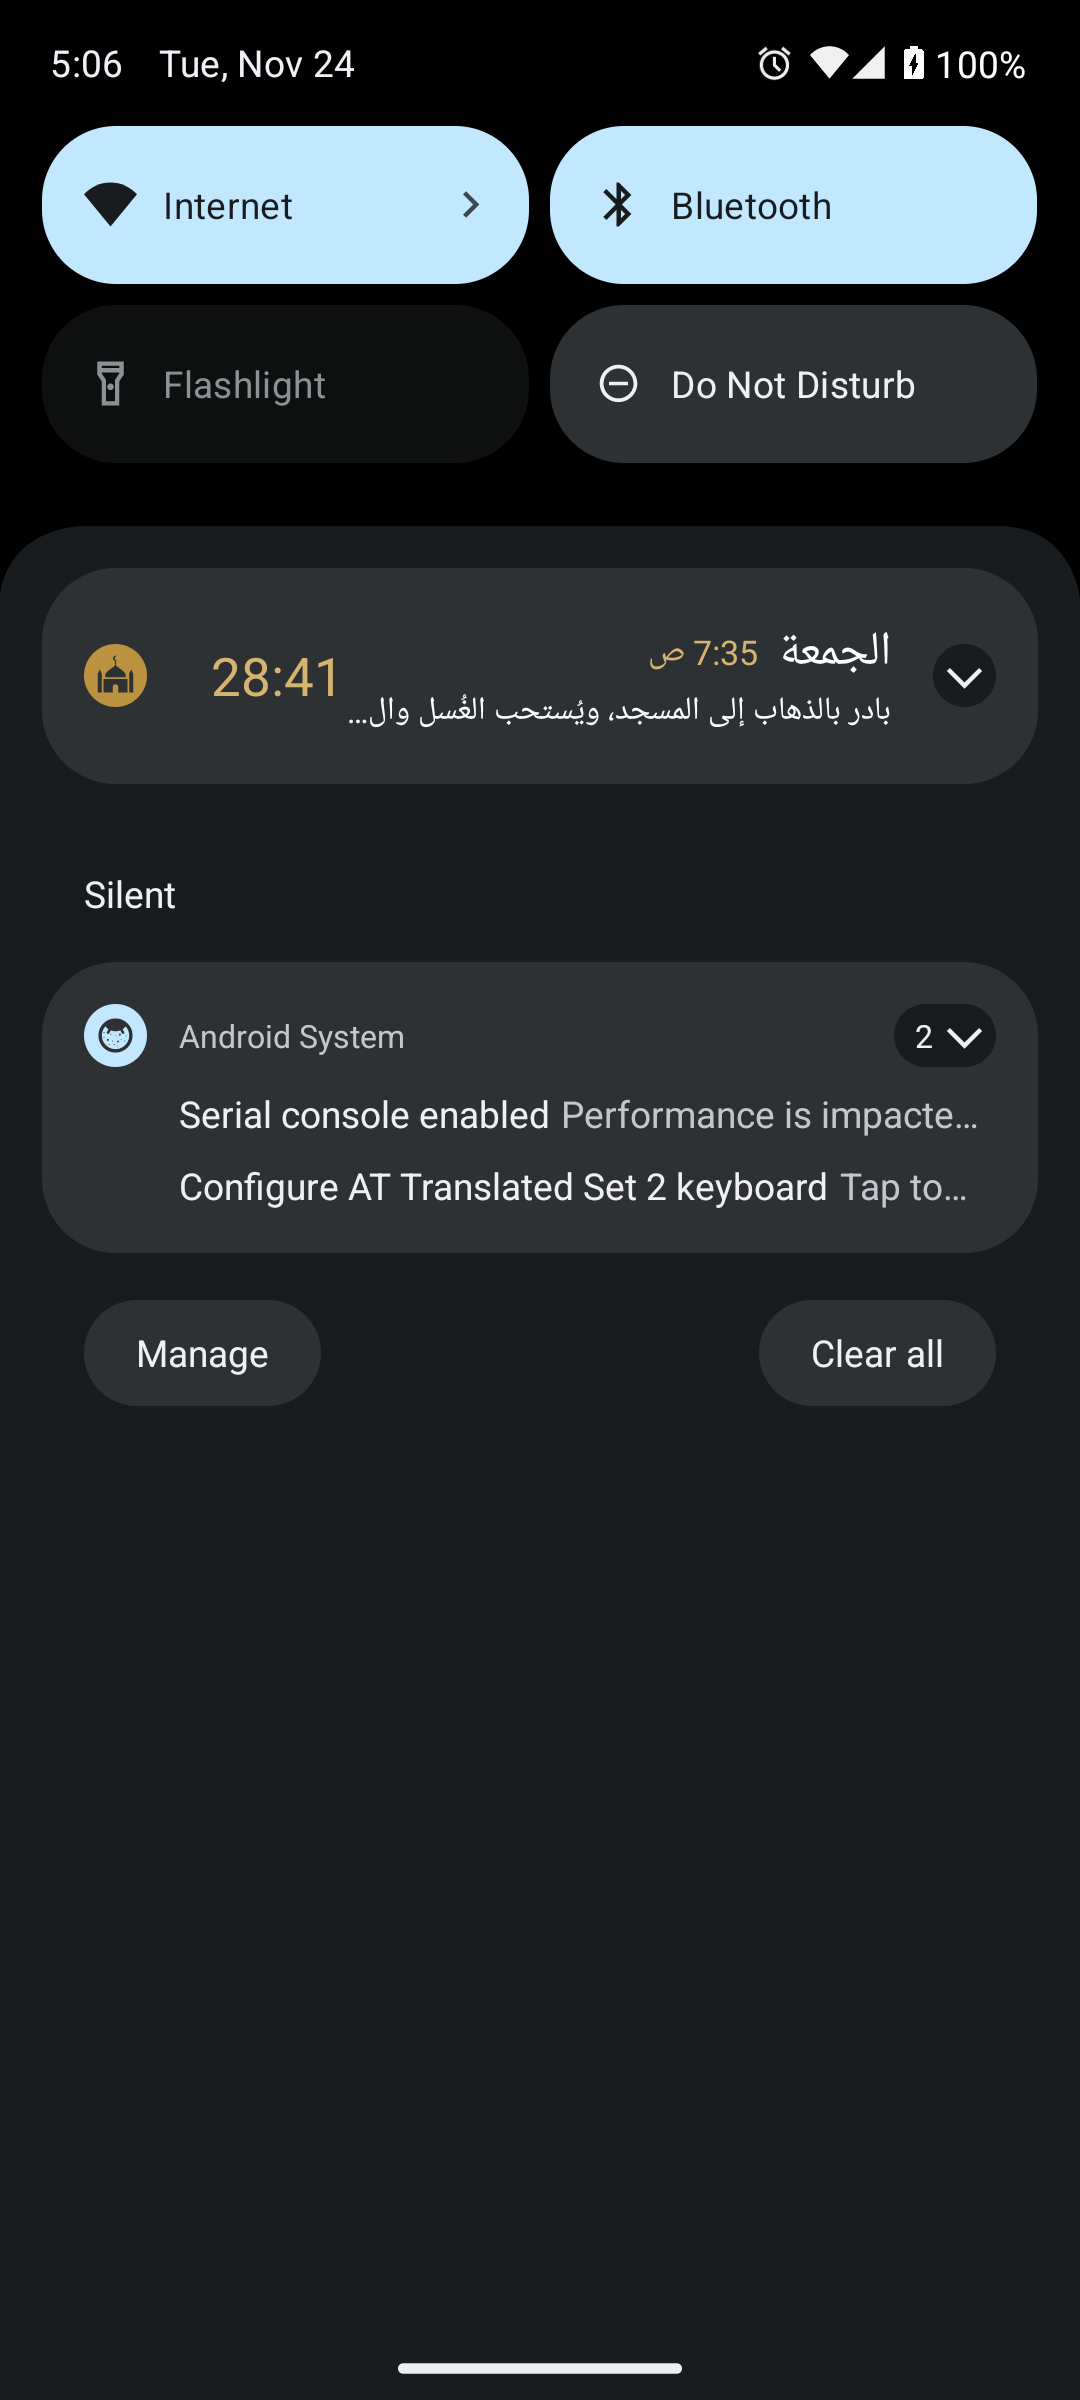 5:06 Tue, Nov 24 100%
Internet
Bluetooth
Flashlight
Do Not Disturb
الجمعة 7:35 ص
28:41
بادر بالذهاب إلى المسجد، ويُستحب الغُسل وال...
Silent
Android System 2
Serial console enabled Performance is impacte...
Configure AT Translated Set 2 keyboard Tap to...
Manage
Clear all